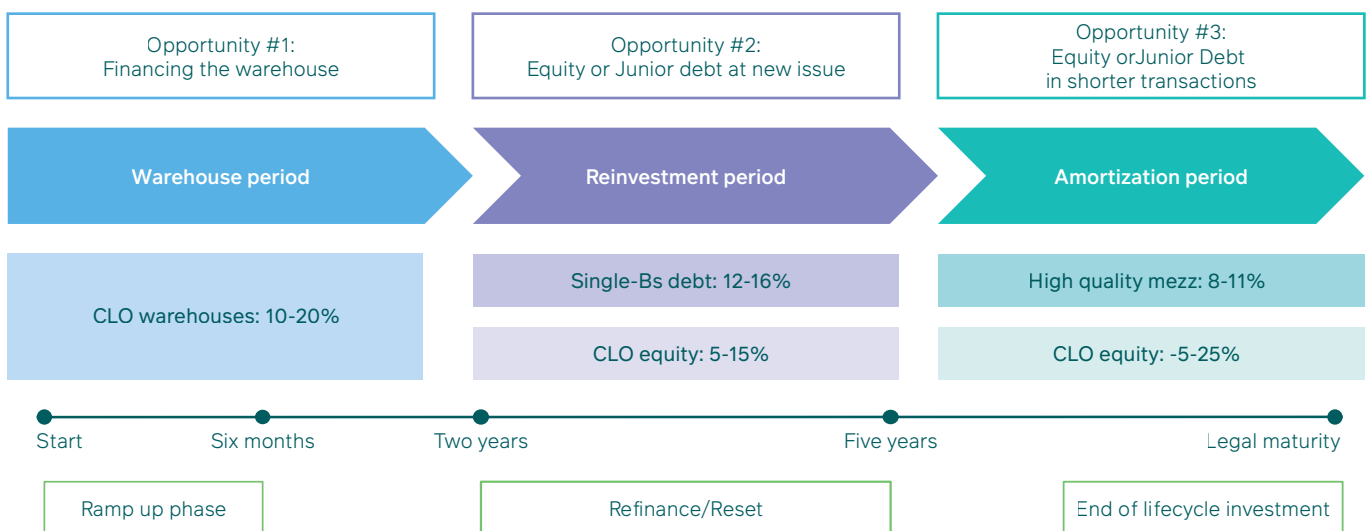 Opportunity #1:
Financing the warehouse
Opportunity #2:
Equity or Junior debt at new issue
Opportunity #3:
Equity orJunior Debt
in shorter transactions
Warehouse period
Reinvestment period
Amortization period
CLO warehouses: 10-20%
Single-Bs debt: 12-16%
High quality mezz: 8-11%
CLO equity: 5-15%
CLO equity: -5-25%
Start
Six months
Two years
Five years
Legal maturity
Ramp up phase
Refinance/Reset
End of lifecycle investment